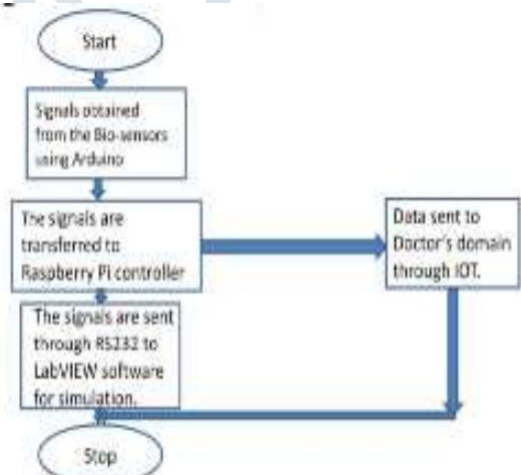 Start
Signals obtained
from the Bio-sensors
using Arduino
The signals are
transferred to
Raspberry Pi controller
Data sent to
Doctor's domain
through IOT.
The signals are sent
through RS232 to
LabVIEW software
for simulation.
Stop